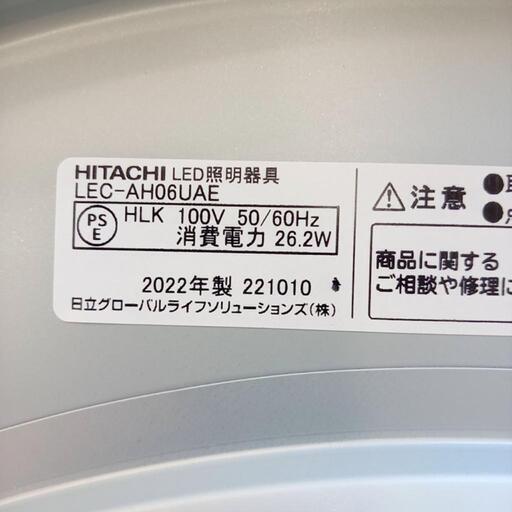 HITACHI LED照明器具
LEC-AH06UAE
PS E HLK 100V 50/60Hz
消費電力 26.2W
2022年製 221010
日立グローバルライフソリューションズ(株)
⚠注意
商品に関する
ご相談や修理に